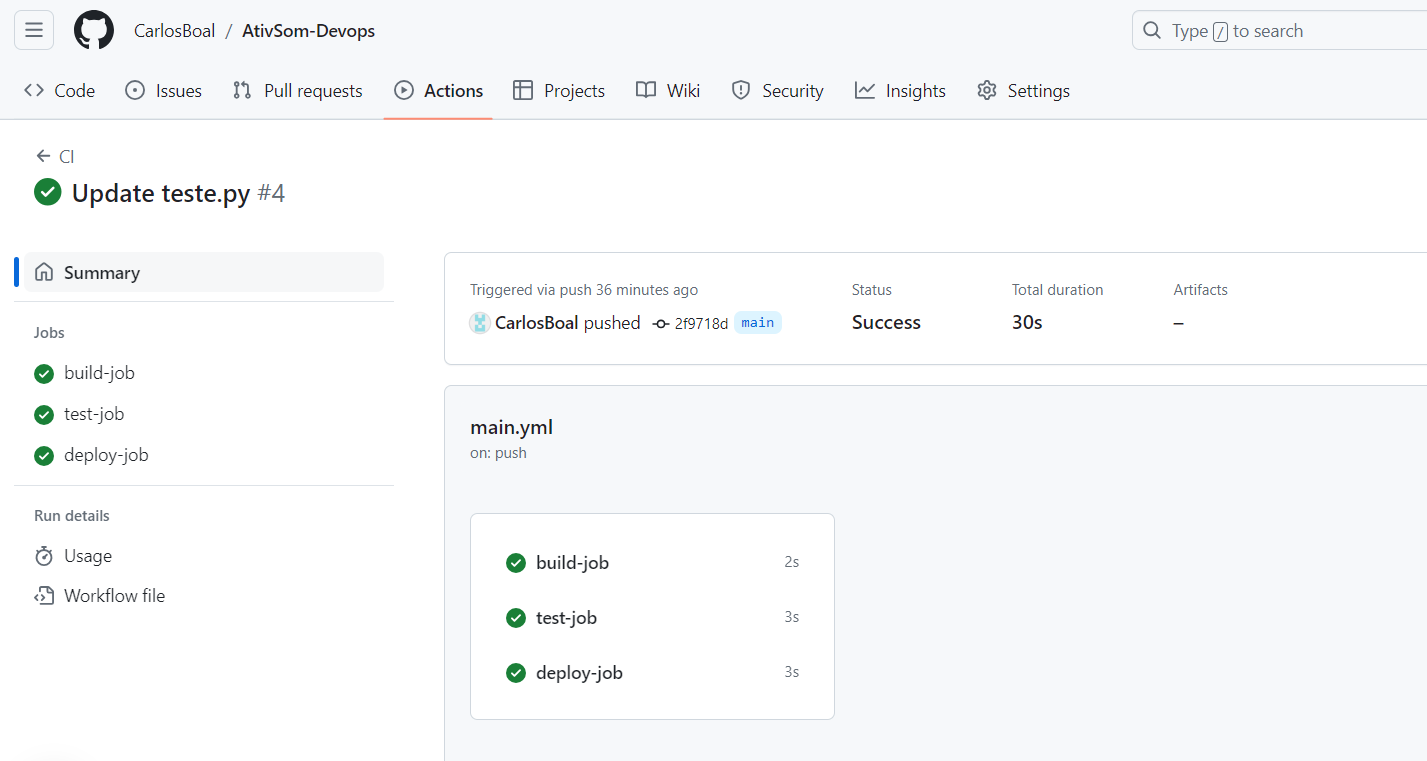 CarlosBoal / AtivSom-Devops
Type / to search
Code Issues Pull requests Actions Projects Wiki Security Insights Settings
CI
Update teste.py #4
Summary
Jobs
build-job
test-job
deploy-job
Run details
Usage
Workflow file
Triggered via push 36 minutes ago
CarlosBoal pushed 2f9718d main
Status
Success
Total duration
30s
Artifacts
–
main.yml
on: push
build-job 2s
test-job 3s
deploy-job 3s